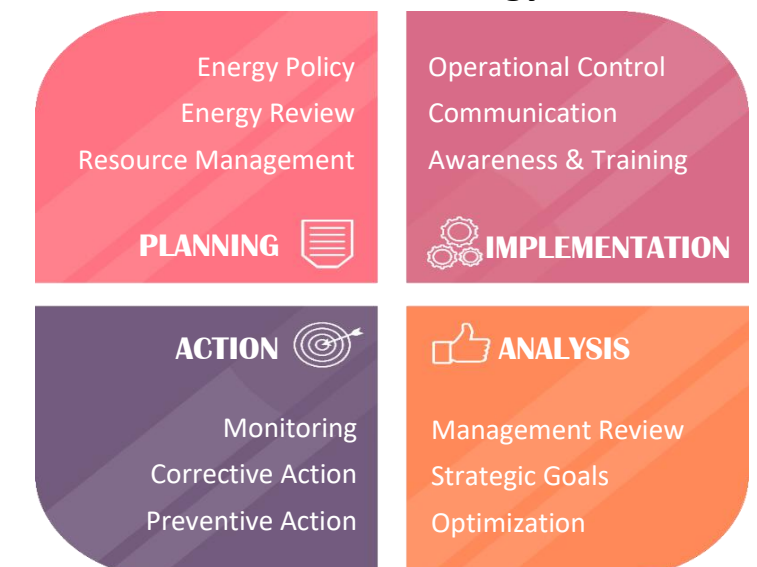 Energy Policy
Energy Review
Resource Management
PLANNING
Operational Control
Communication
Awareness & Training
IMPLEMENTATION
ACTION
Monitoring
Corrective Action
Preventive Action
ANALYSIS
Management Review
Strategic Goals
Optimization